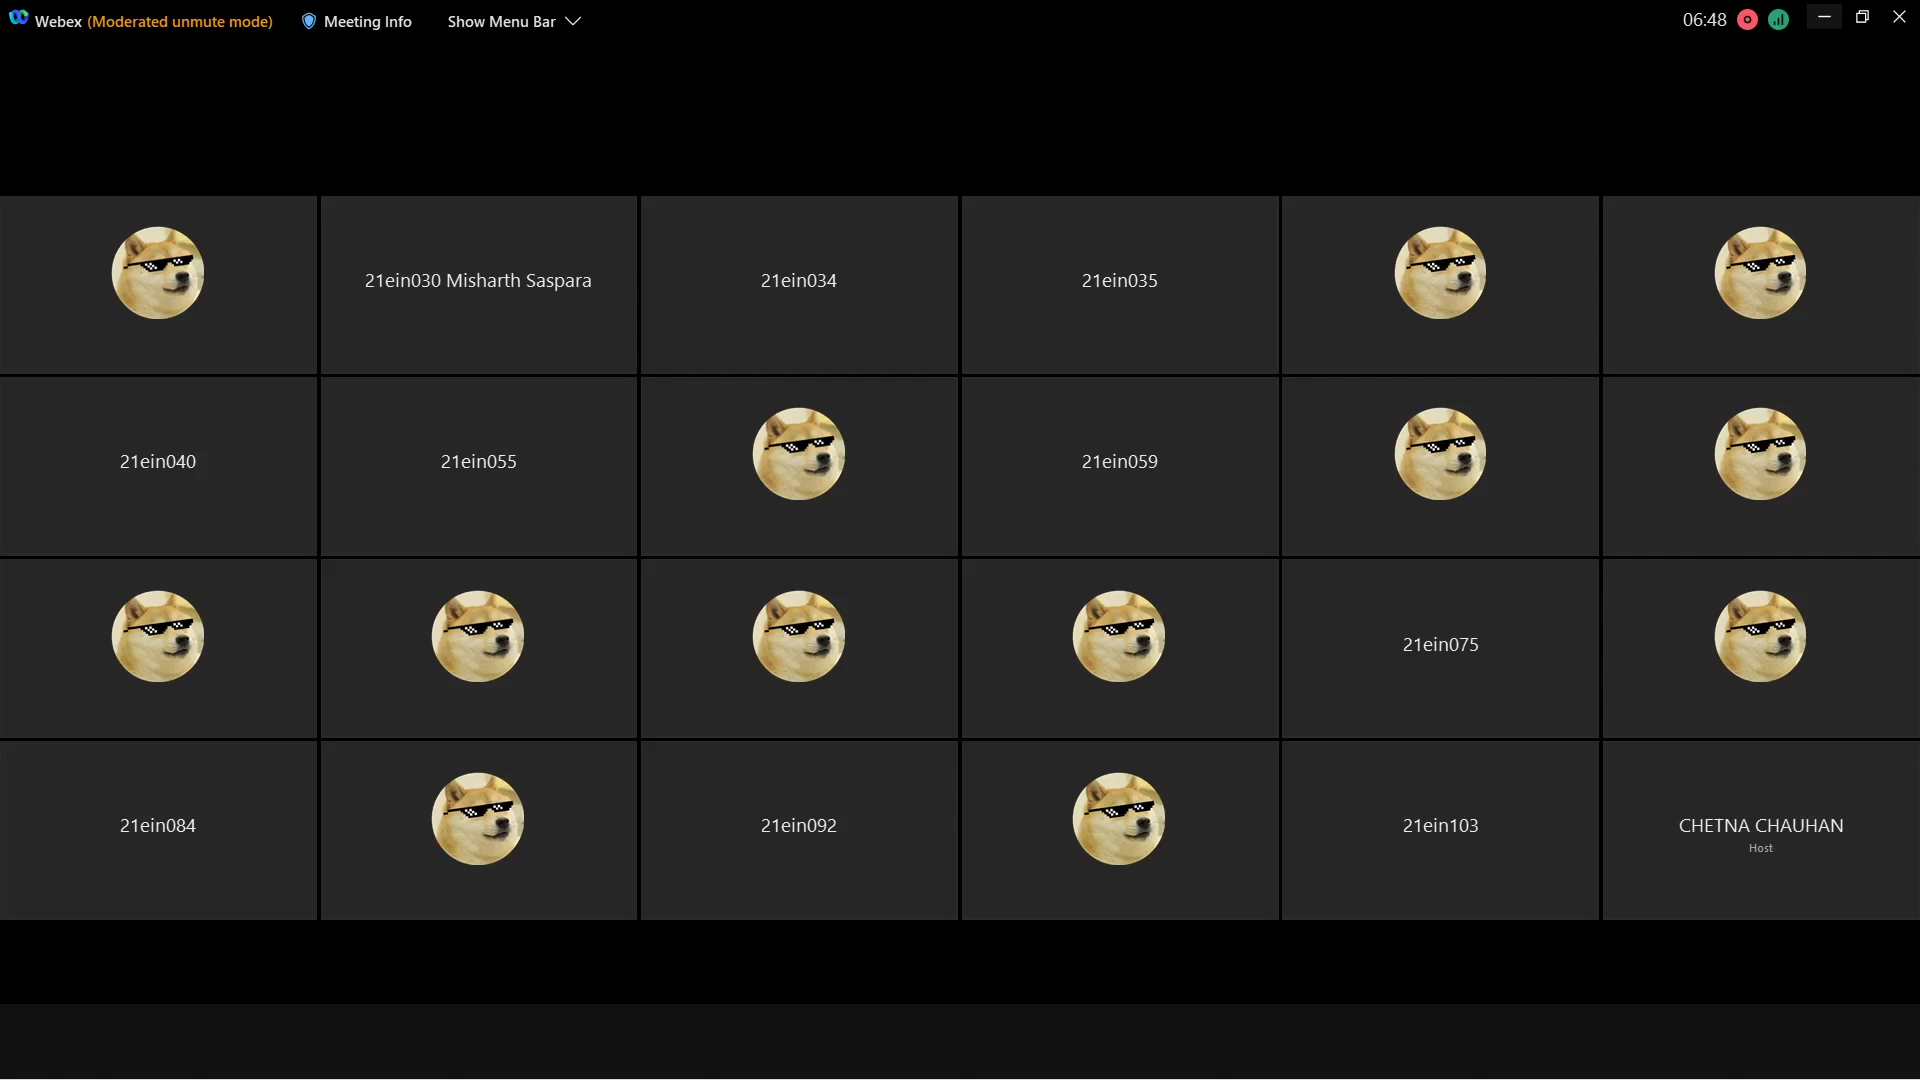 Webex (Moderated unmute mode) Meeting Info Show Menu Bar 06:48
21ein030 Misharth Saspara 21ein034 21ein035
21ein040 21ein055 21ein059
21ein075
21ein084 21ein092 21ein103 CHETNA CHAUHAN
Host